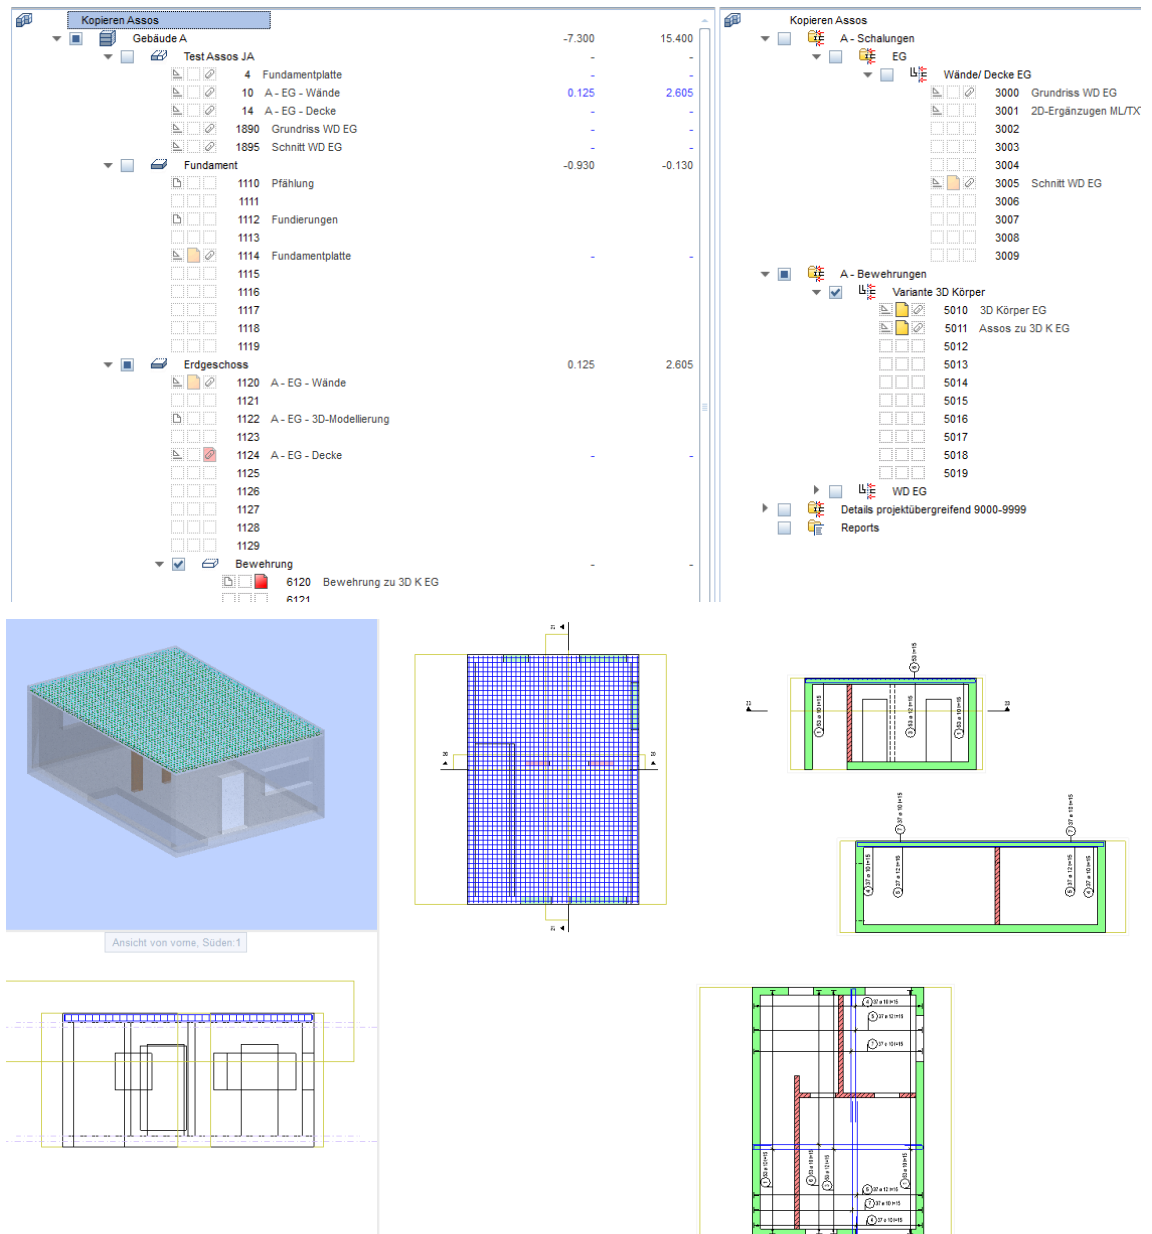 Kopieren Assos
Gebäude A -7.300 15.400
Test Assos JA - -
4 Fundamentplatte - -
10 A - EG - Wände 0.125 2.605
14 A - EG - Decke - -
1890 Grundriss WD EG - -
1895 Schnitt WD EG - -
Fundament -0.930 -0.130
1110 Pfählung
1111
1112 Fundierungen
1113
1114 Fundamentplatte - -
1115
1116
1117
1118
1119
Erdgeschoss 0.125 2.605
1120 A - EG - Wände
1121
1122 A - EG - 3D-Modellierung
1123
1124 A - EG - Decke - -
1125
1126
1127
1128
1129
Bewehrung - -
6120 Bewehrung zu 3D K EG
6121
Kopieren Assos
A - Schalungen
EG
Wände/ Decke EG
3000 Grundriss WD EG
3001 2D-Ergänzugen ML/TX
3002
3003
3004
3005 Schnitt WD EG
3006
3007
3008
3009
A - Bewehrungen
Variante 3D Körper
5010 3D Körper EG
5011 Assos zu 3D K EG
5012
5013
5014
5015
5016
5017
5018
5019
WD EG
Details projektübergreifend 9000-9999
Reports
Ansicht von vorne, Süden:1